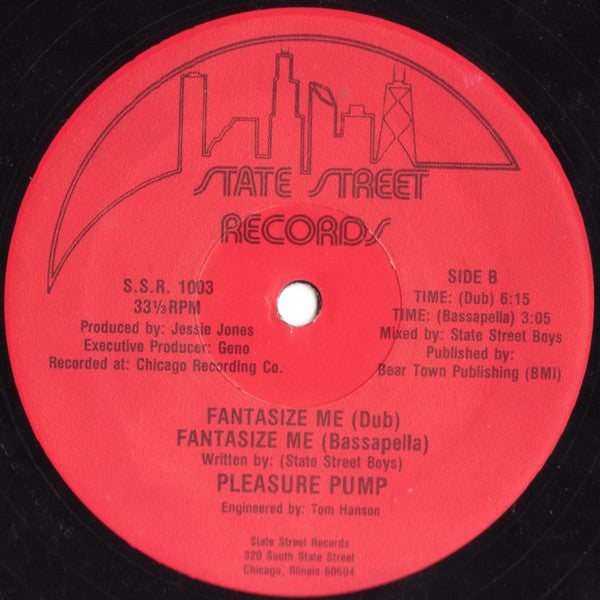 STATE STREET
RECORDS
S.S.R. 1003
33⅓ RPM
Produced by: Jessie Jones
Executive Producer: Geno
Recorded at: Chicago Recording Co.
SIDE B
TIME: (Dub) 6:15
TIME: (Bassapella) 3:05
Mixed by: State Street Boys
Published by:
Bear Town Publishing (BMI)
FANTASIZE ME (Dub)
FANTASIZE ME (Bassapella)
Written by: (State Street Boys)
PLEASURE PUMP
Engineered by: Tom Hanson
State Street Records
320 South State Street
Chicago, Illinois 60604